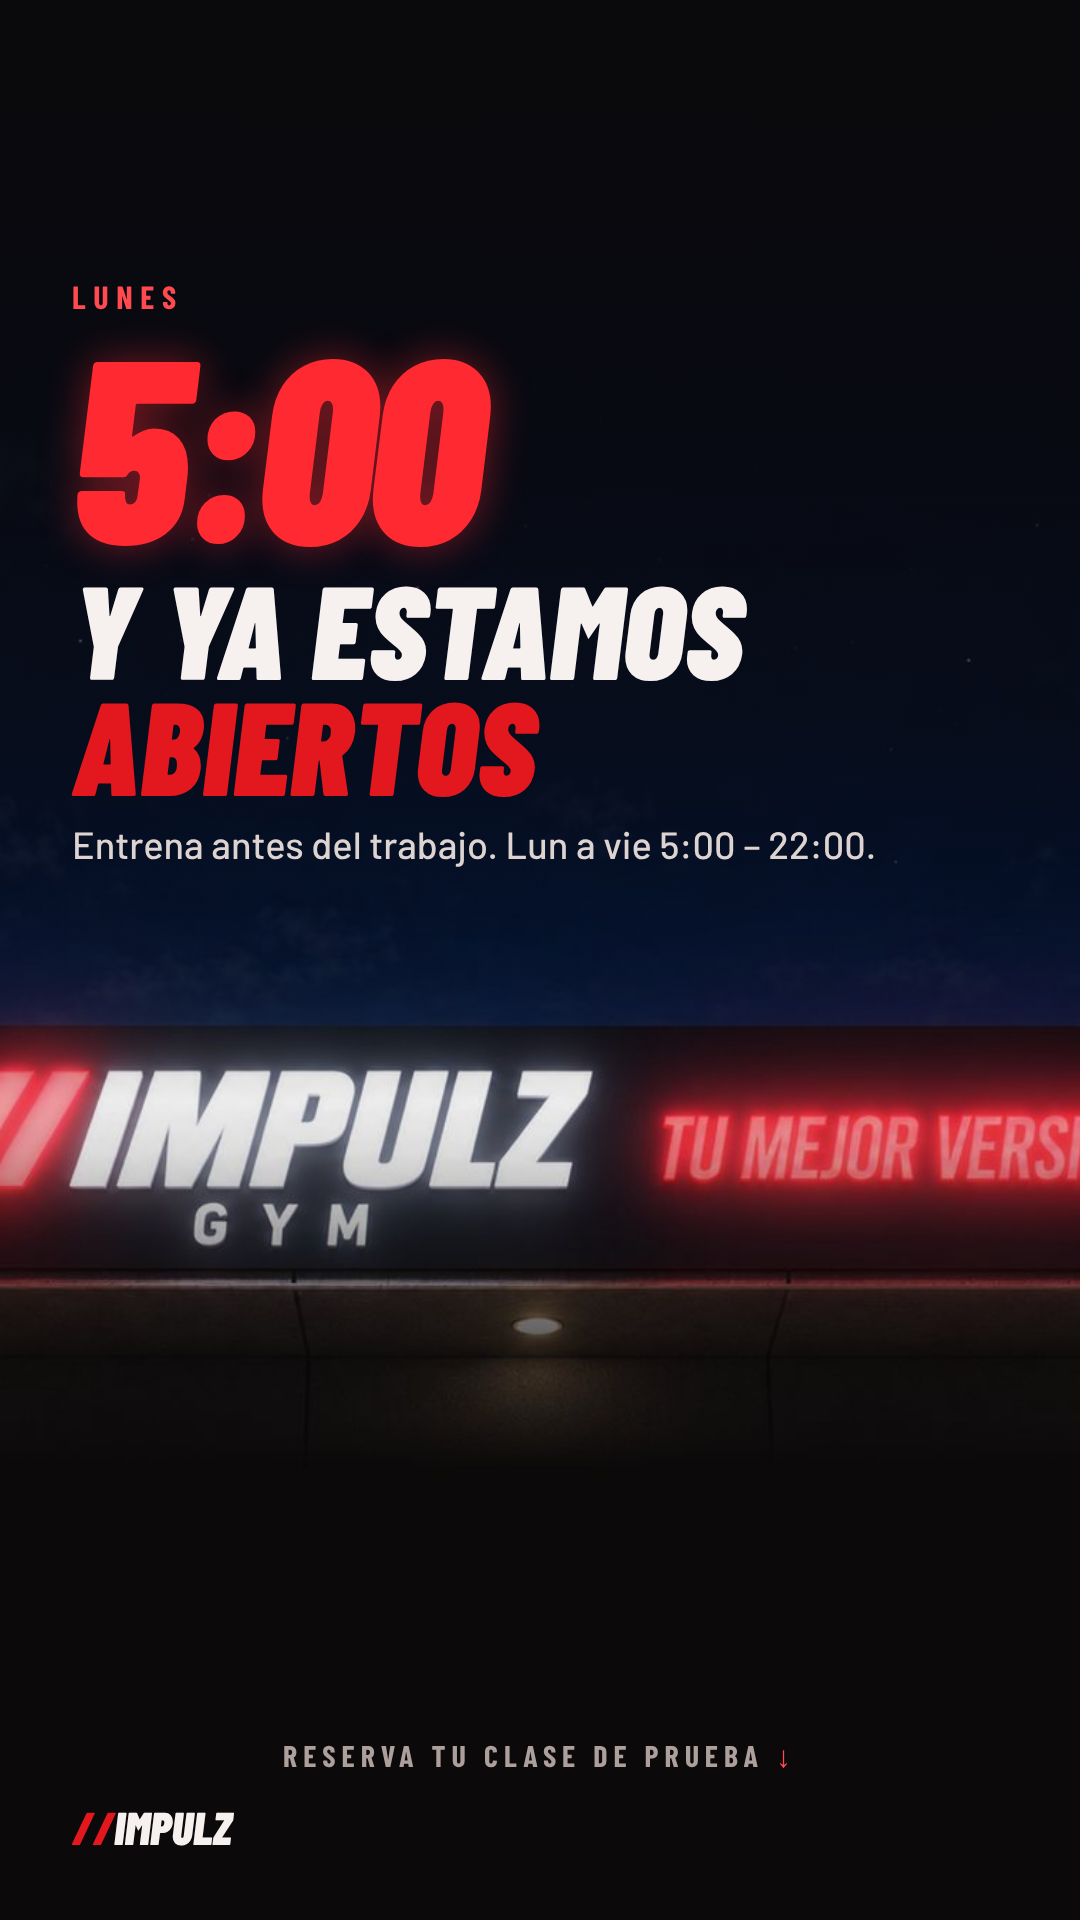 LUNES
5:00
Y YA ESTAMOS
ABIERTOS
Entrena antes del trabajo. Lun a vie 5:00 – 22:00.
//IMPULZ
GYM
TU MEJOR VERSI
RESERVA TU CLASE DE PRUEBA ↓
//IMPULZ